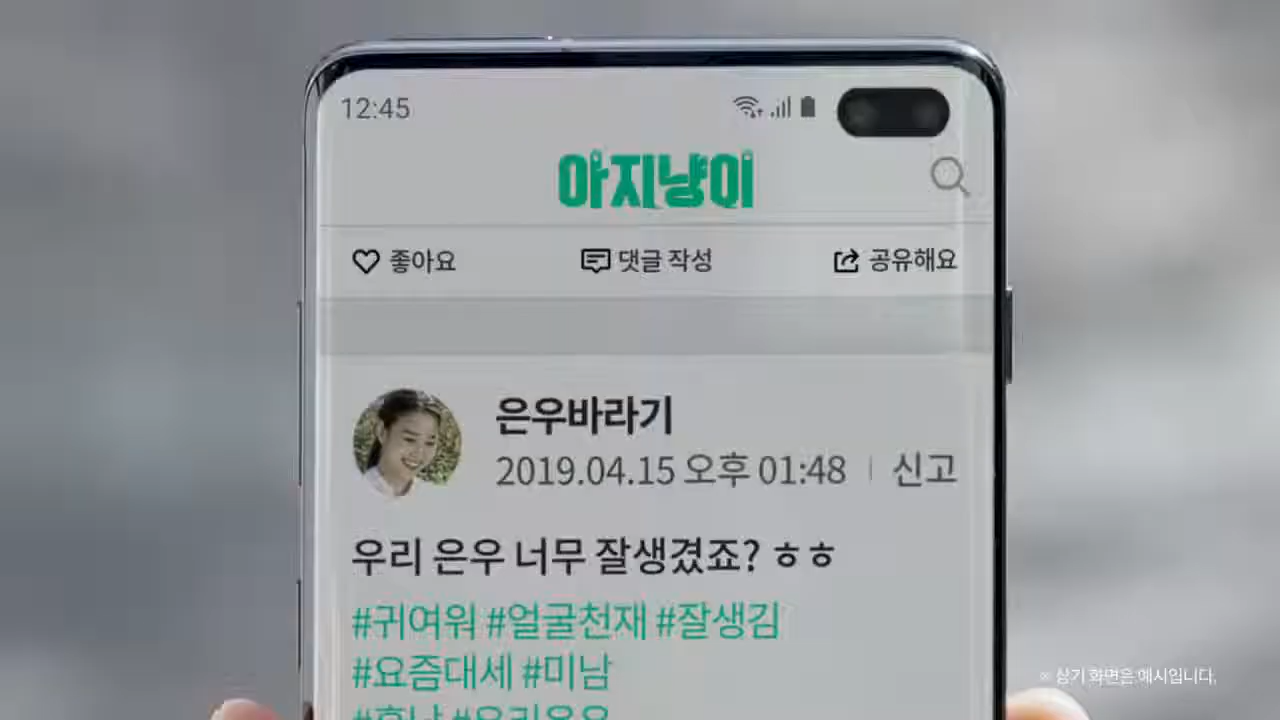 12:45
아지냥이
좋아요 댓글 작성 공유해요
은우바라기
2019.04.15 오후 01:48 | 신고
우리 은우 너무 잘생겼죠? ㅎㅎ
#귀여워 #얼굴천재 #잘생김
#요즘대세 #미남
※ 상기 화면은 예시입니다.